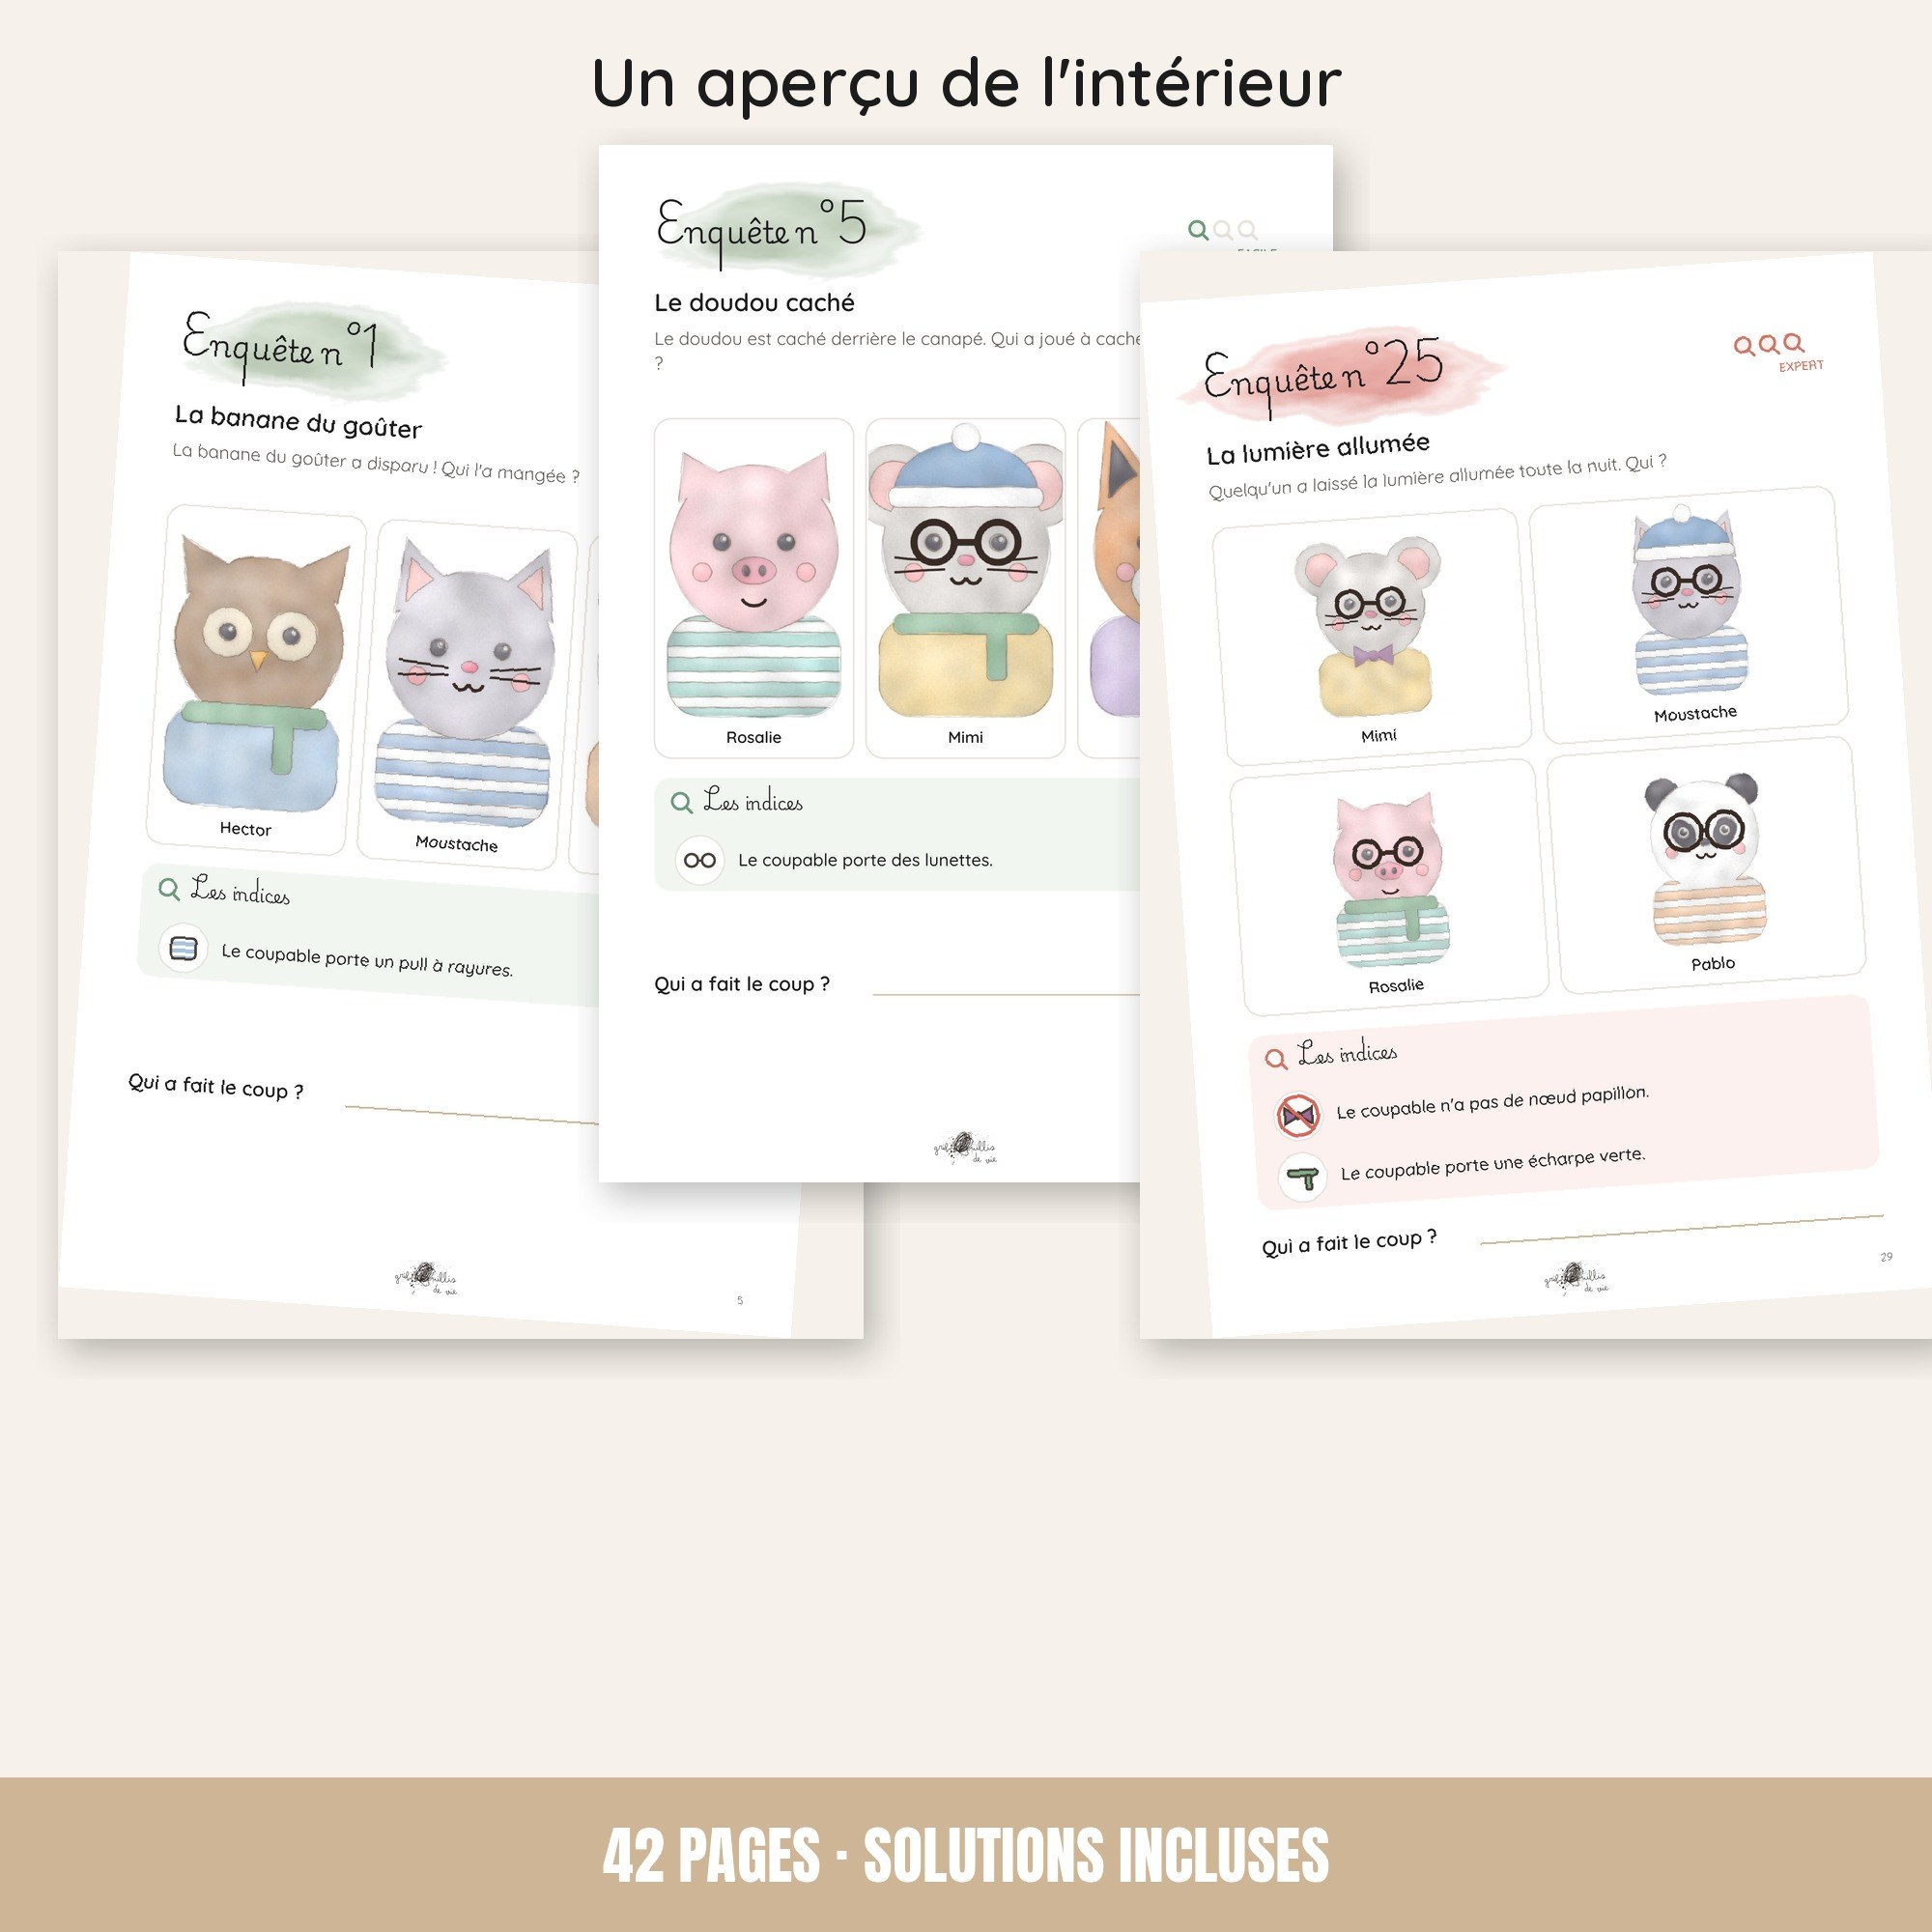 Un aperçu de l'intérieur
Enquête n°1
La banane du goûter
La banane du goûter a disparu ! Qui l'a mangée ?
Hector
Moustache
Les indices
Le coupable porte un pull à rayures.
Qui a fait le coup ?
5
Enquête n°5
Le doudou caché
Le doudou est caché derrière le canapé. Qui a joué à cache
?
Rosalie
Mimi
Les indices
Le coupable porte des lunettes.
Qui a fait le coup ?
de vie
Enquête n°25
EXPERT
La lumière allumée
Quelqu'un a laissé la lumière allumée toute la nuit. Qui ?
Mimi
Moustache
Rosalie
Pablo
Les indices
Le coupable n'a pas de nœud papillon.
Le coupable porte une écharpe verte.
Qui a fait le coup ?
de vie
29
42 PAGES · SOLUTIONS INCLUSES